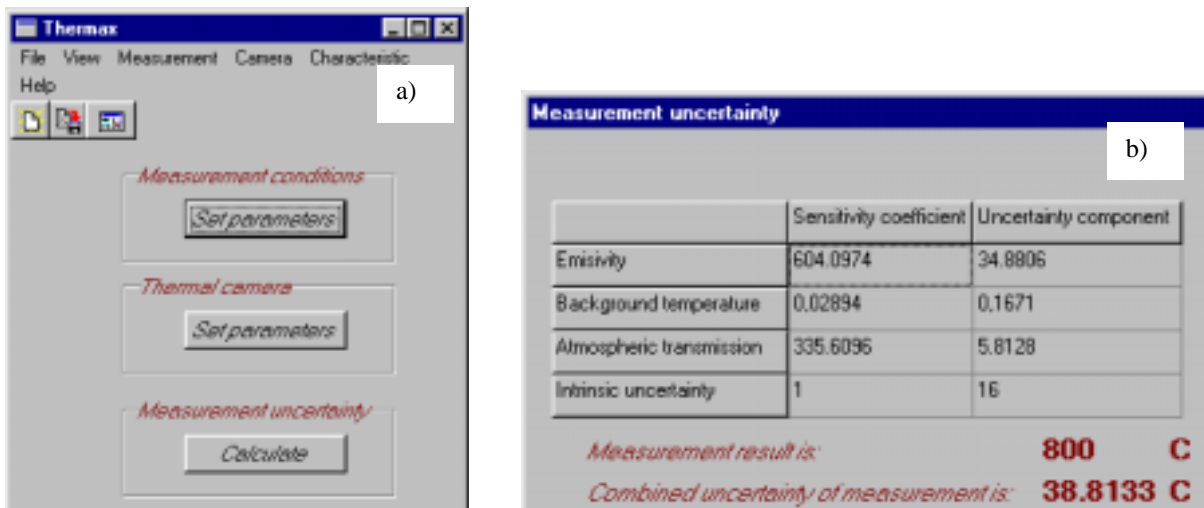 Thermax
File View Measurement Camera Characteristic
Help
a)
Measurement conditions
Set parameters
Thermal camera
Set parameters
Measurement uncertainty
Calculate
Measurement uncertainty
b)
Sensitivity coefficient Uncertainty component
Emisivity 604.0974 34.8806
Background temperature 0,02894 0,1671
Atmospheric transmission 335.6096 5.8128
Intrinsic uncertainty 1 16
Measurement result is: 800 C
Combined uncertainty of measurement is: 38.8133 C